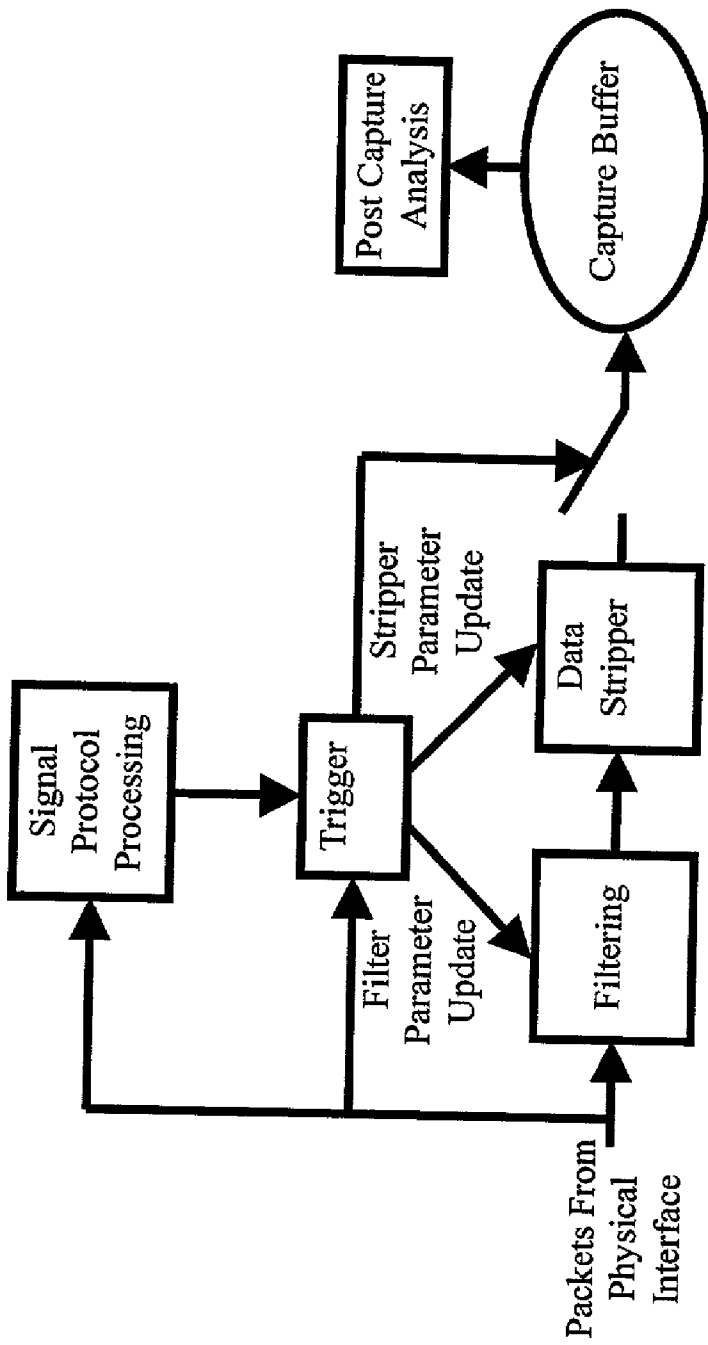 Signal
Protocol
Processing
Post Capture
Analysis
Trigger
Stripper
Parameter
Update
Filter
Parameter
Update
Capture Buffer
Data
Stripper
Filtering
Packets From
Physical
Interface